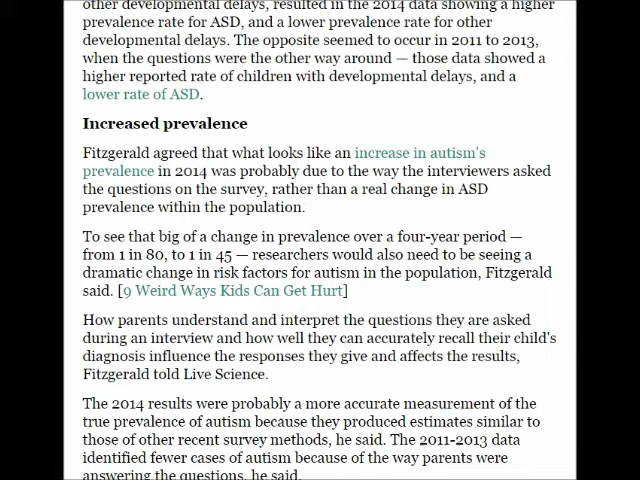 other developmental delays, resulted in the 2014 data showing a higher
prevalence rate for ASD, and a lower prevalence rate for other
developmental delays. The opposite seemed to occur in 2011 to 2013,
when the questions were the other way around — those data showed a
higher reported rate of children with developmental delays, and a
lower rate of ASD.
Increased prevalence
Fitzgerald agreed that what looks like an increase in autism's
prevalence in 2014 was probably due to the way the interviewers asked
the questions on the survey, rather than a real change in ASD
prevalence within the population.
To see that big of a change in prevalence over a four-year period —
from 1 in 80, to 1 in 45 — researchers would also need to be seeing a
dramatic change in risk factors for autism in the population, Fitzgerald
said. [9 Weird Ways Kids Can Get Hurt]
How parents understand and interpret the questions they are asked
during an interview and how well they can accurately recall their child's
diagnosis influence the responses they give and affects the results,
Fitzgerald told Live Science.
The 2014 results were probably a more accurate measurement of the
true prevalence of autism because they produced estimates similar to
those of other recent survey methods, he said. The 2011-2013 data
identified fewer cases of autism because of the way parents were
answering the questions, he said.